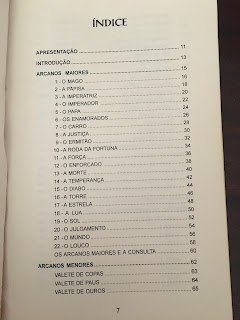 ÍNDICE
APRESENTAÇÃO 11
INTRODUÇÃO 13
ARCANOS MAIORES 15
1 - O MAGO 16
2 - A PAPISA 18
3 - A IMPERATRIZ 20
4 - O IMPERADOR 22
5 - O PAPA 24
6 - OS ENAMORADOS 26
7 - O CARRO 28
8 - A JUSTIÇA 30
9 - O ERMITÃO 32
10 - A RODA DA FORTUNA 34
11 - A FORÇA 36
12 - O ENFORCADO 38
13 - A MORTE 40
14 - A TEMPERANÇA 42
15 - O DIABO 44
16 - A TORRE 46
17 - A ESTRELA 48
18 - A LUA 50
19 - O SOL 52
20 - O JULGAMENTO 54
21 - O MUNDO 56
22 - O LOUCO 58
OS ARCANOS MAIORES E A CONSULTA 60
ARCANOS MENORES 62
VALETE DE COPAS 63
VALETE DE PAUS 64
VALETE DE OUROS 65
7